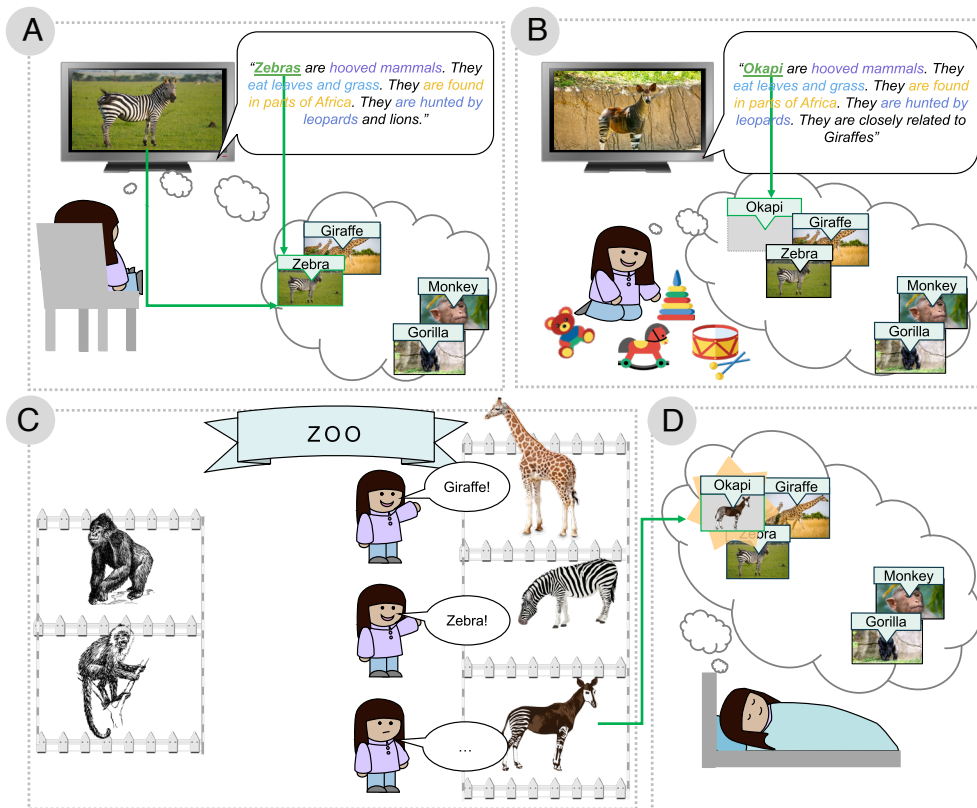 A
"Zebras are hooved mammals. They
eat leaves and grass. They are found
in parts of Africa. They are hunted by
leopards and lions."
Giraffe
Zebra
Monkey
Gorilla
B
"Okapi are hooved mammals. They
eat leaves and grass. They are found
in parts of Africa. They are hunted by
leopards. They are closely related to
Giraffes"
Okapi
Giraffe
Zebra
Monkey
Gorilla
C
ZOO
Giraffe!
Zebra!
...
D
Okapi
Giraffe
Zebra
Monkey
Gorilla